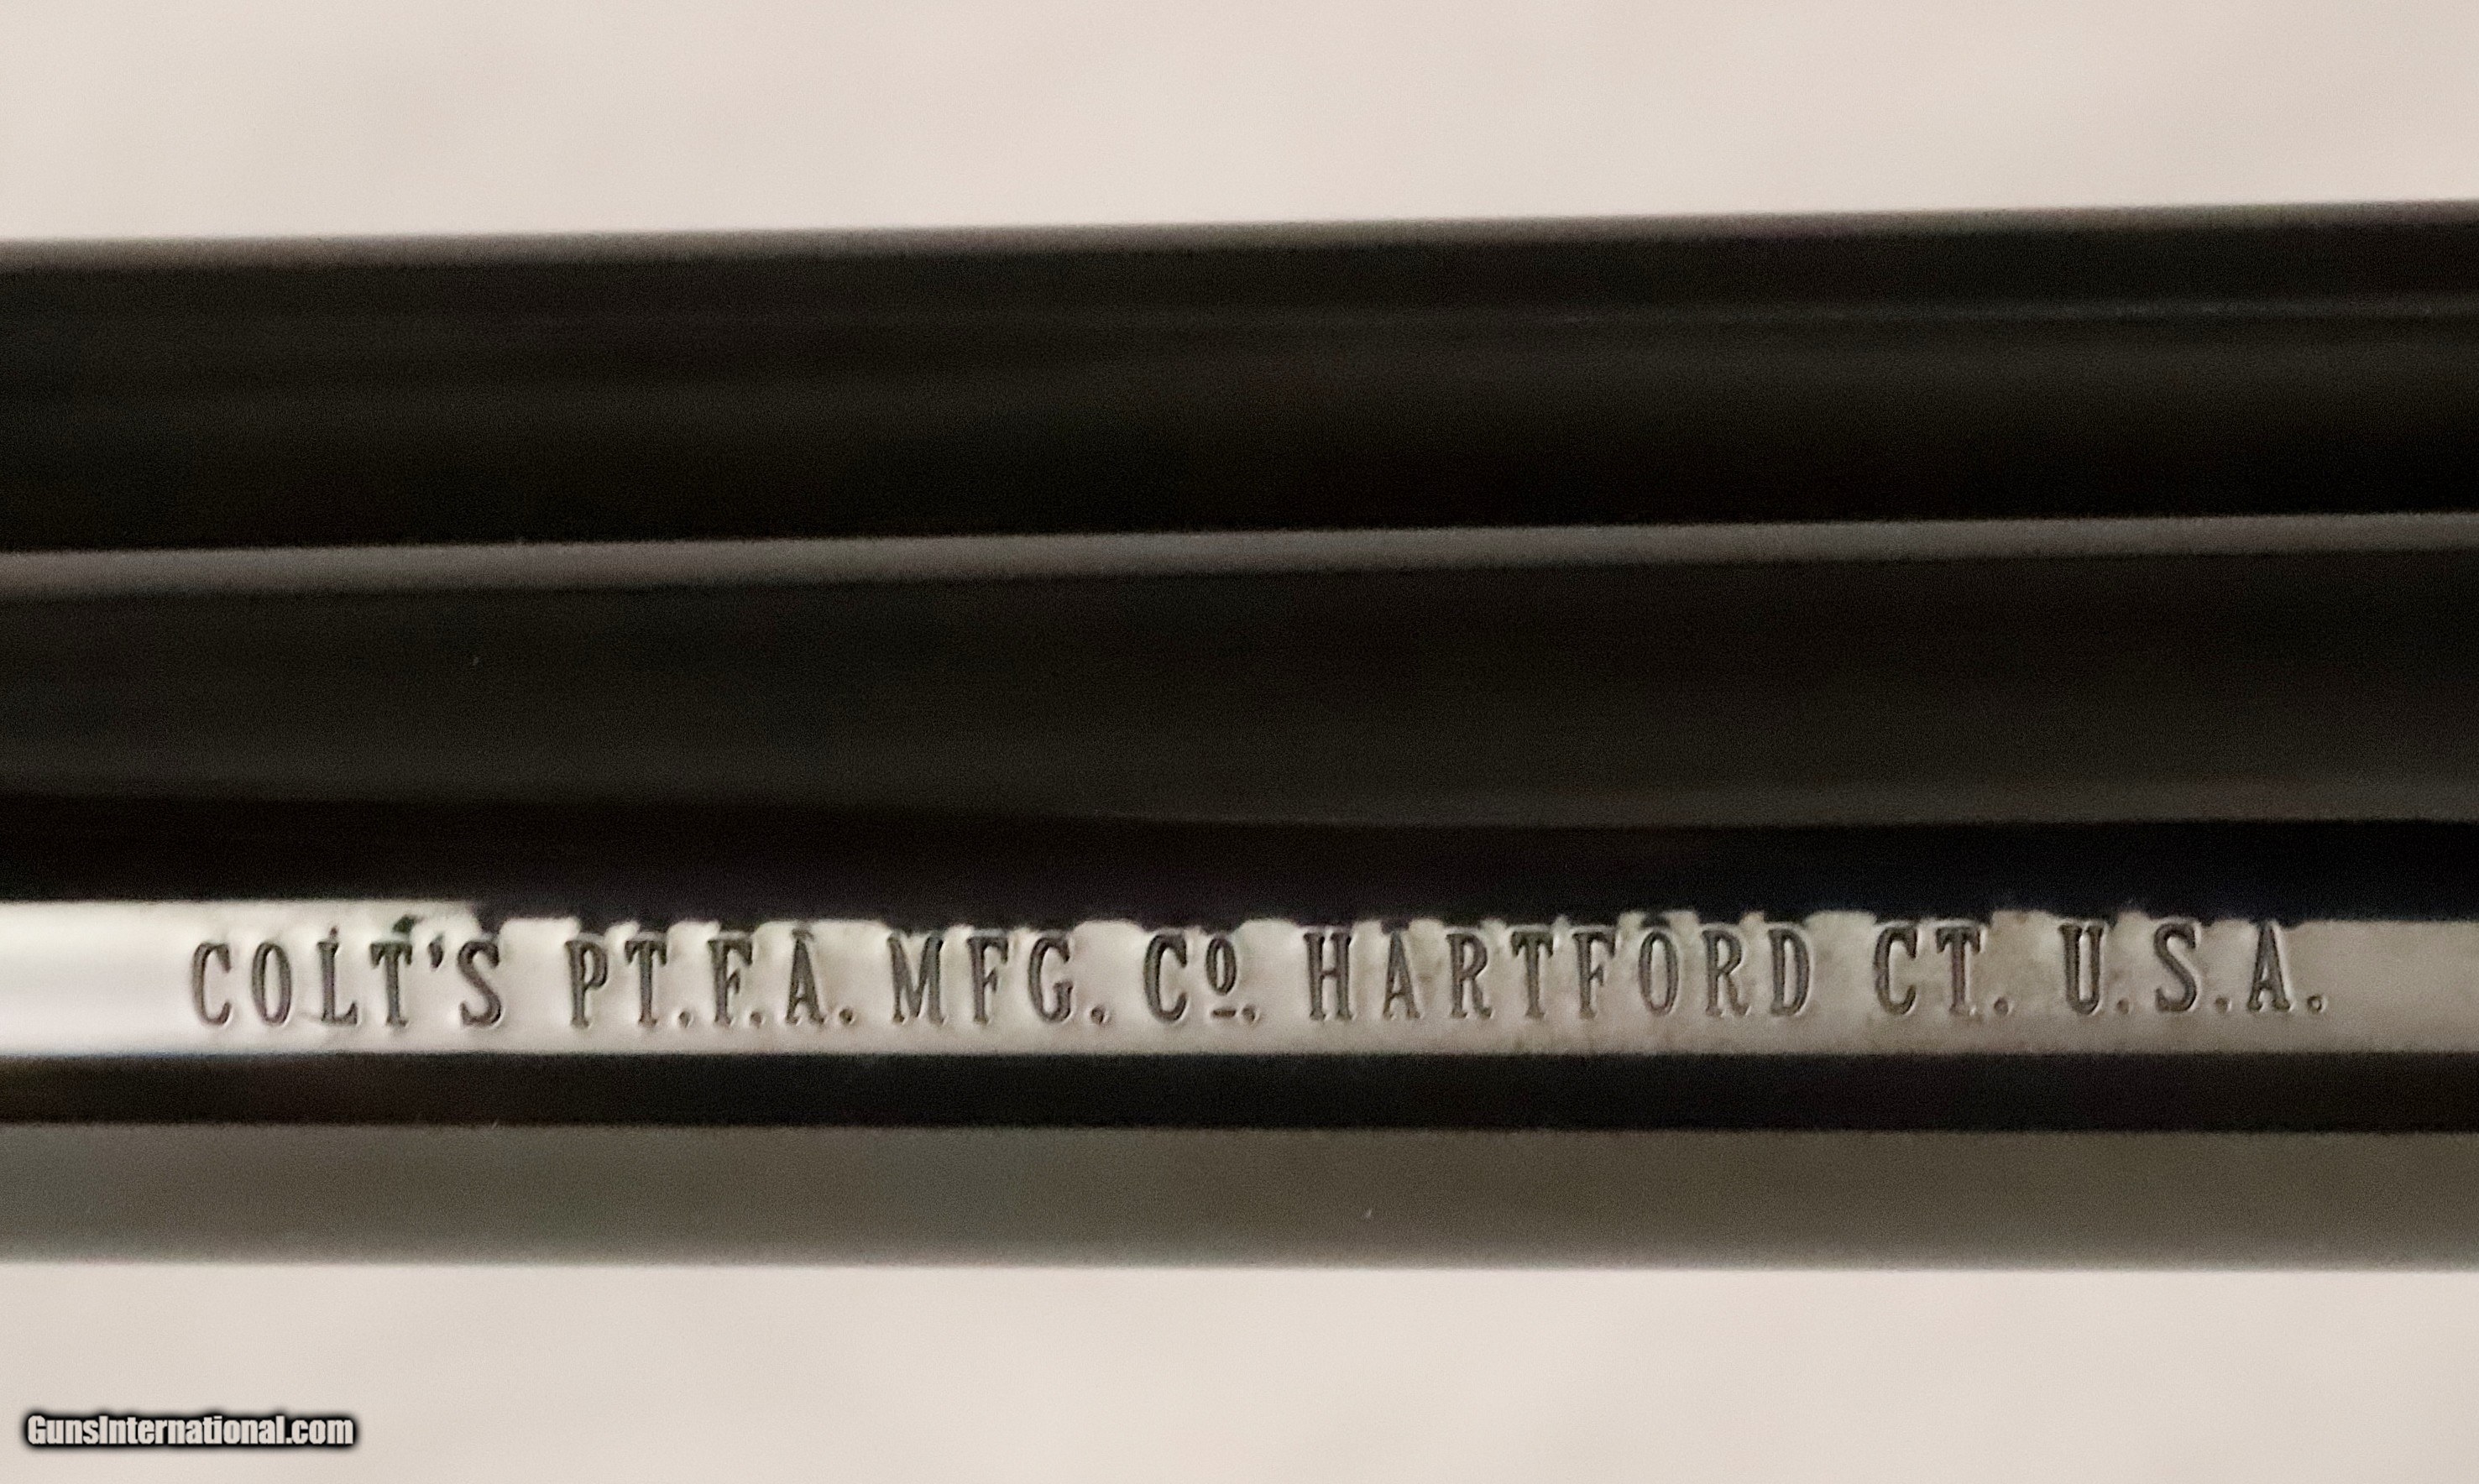 COLT'S PT.F.A. MFG. Cº. HARTFORD CT. U.S.A.
GunsInternational.com